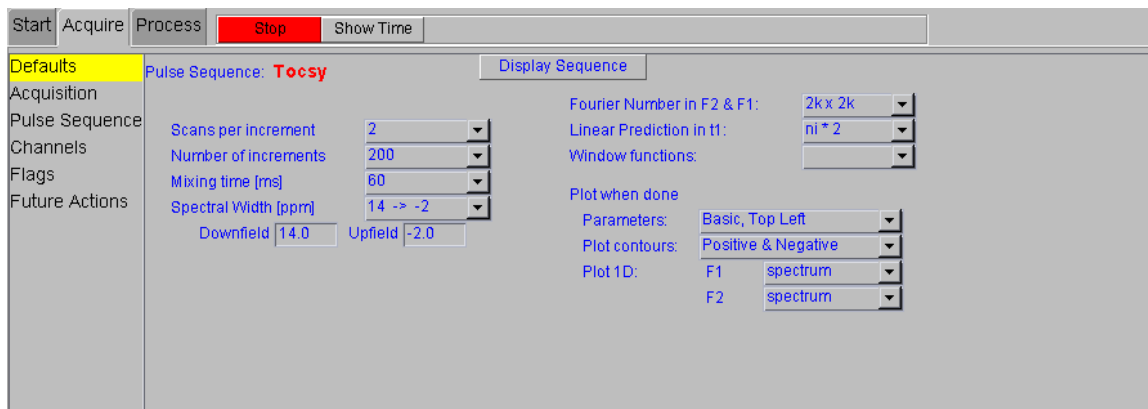 Start Acquire Process Stop Show Time
Defaults
Acquisition
Pulse Sequence
Channels
Flags
Future Actions
Pulse Sequence: Tocsy
Display Sequence
Scans per increment 2
Number of increments 200
Mixing time [ms] 60
Spectral Width [ppm] 14 -> -2
Downfield 14.0 Upfield -2.0
Fourier Number in F2 & F1: 2k x 2k
Linear Prediction in t1: ni * 2
Window functions:
Plot when done
Parameters: Basic, Top Left
Plot contours: Positive & Negative
Plot 1D: F1 spectrum
F2 spectrum